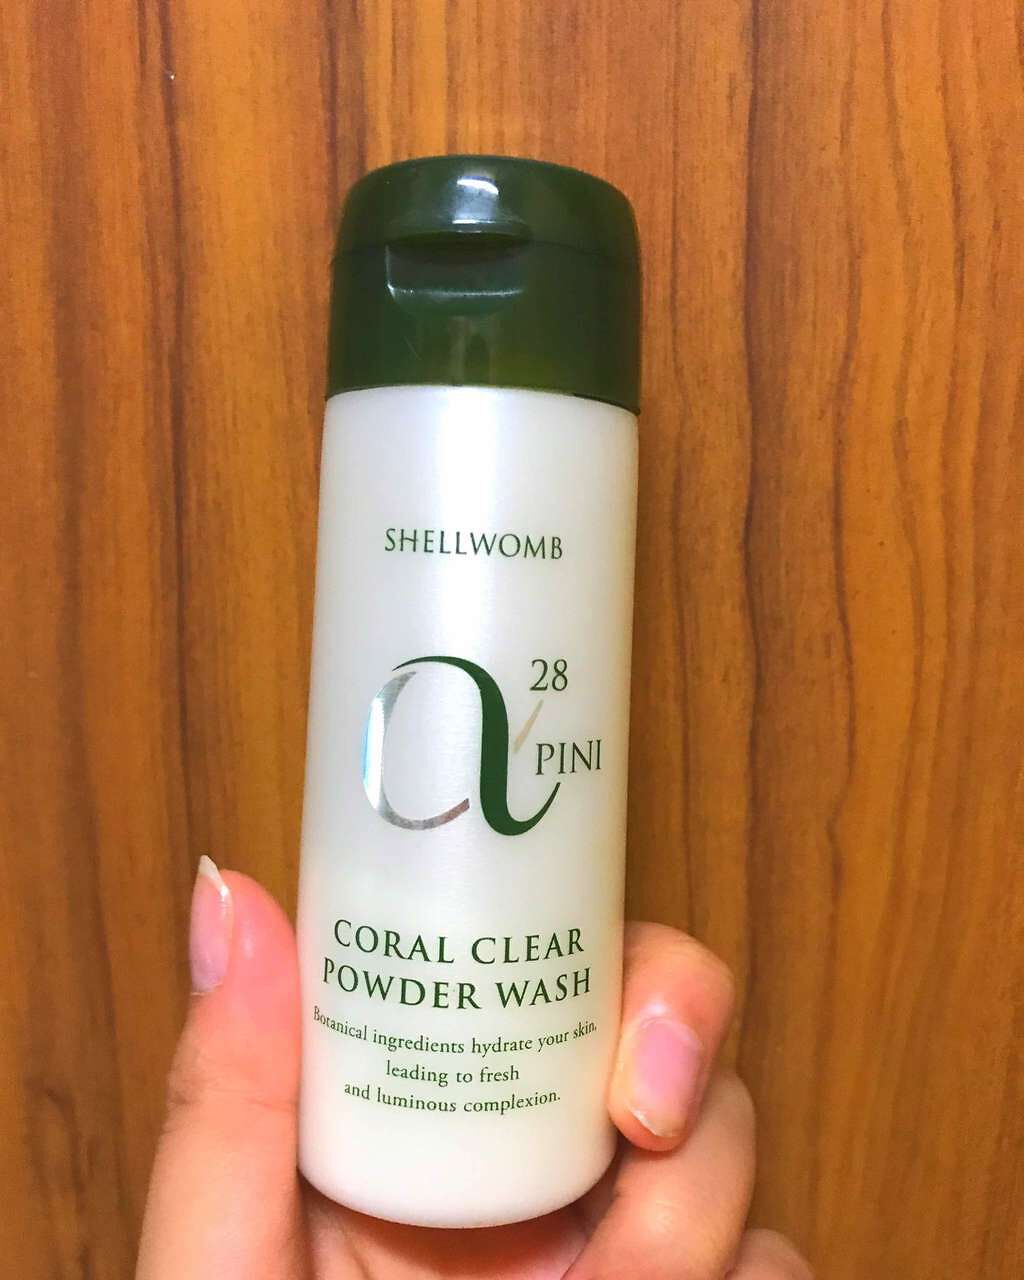 SHELLWOMB
α 28
PINI
CORAL CLEAR
POWDER WASH
Botanical ingredients hydrate your skin,
leading to fresh
and luminous complexion.